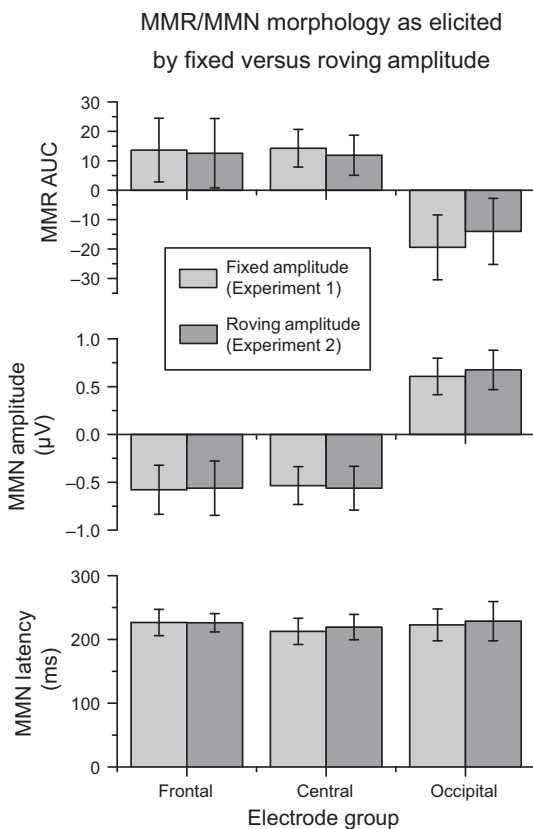 MMR/MMN morphology as elicited
by fixed versus roving amplitude
30
20
10
0
−10
−20
−30
MMR AUC
Fixed amplitude
(Experiment 1)
Roving amplitude
(Experiment 2)
1.0
0.5
0.0
−0.5
−1.0
MMN amplitude
(μV)
300
200
100
0
MMN latency
(ms)
Frontal
Central
Occipital
Electrode group